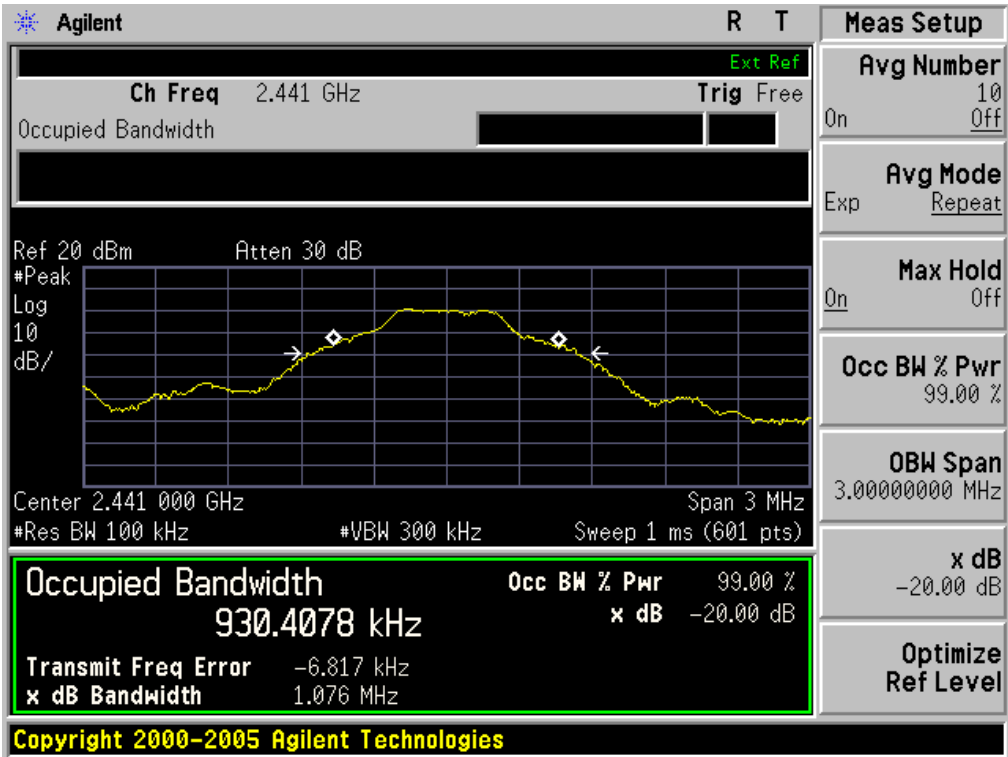 Agilent R T
Ext Ref
Ch Freq 2.441 GHz Trig Free
Occupied Bandwidth
Ref 20 dBm Atten 30 dB
#Peak
Log
10
dB/
Center 2.441 000 GHz Span 3 MHz
#Res BW 100 kHz #VBW 300 kHz Sweep 1 ms (601 pts)
Occupied Bandwidth Occ BW % Pwr 99.00 %
930.4078 kHz x dB -20.00 dB
Transmit Freq Error -6.817 kHz
x dB Bandwidth 1.076 MHz
Copyright 2000-2005 Agilent Technologies
Meas Setup
Avg Number
10
On Off
Avg Mode
Exp Repeat
Max Hold
On Off
Occ BW % Pwr
99.00 %
OBW Span
3.00000000 MHz
x dB
-20.00 dB
Optimize
Ref Level